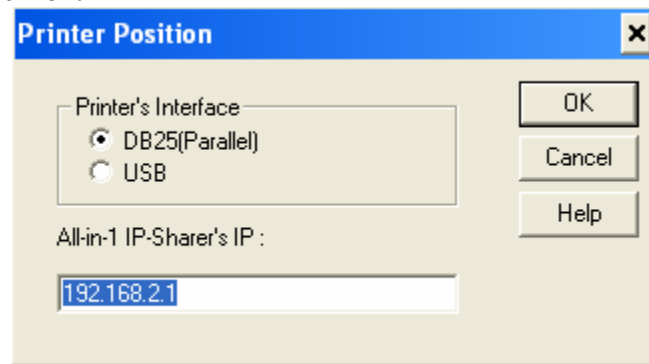 Printer Position
Printer's Interface
DB25(Parallel)
USB
All-in-1 IP-Sharer's IP :
192.168.2.1
OK
Cancel
Help